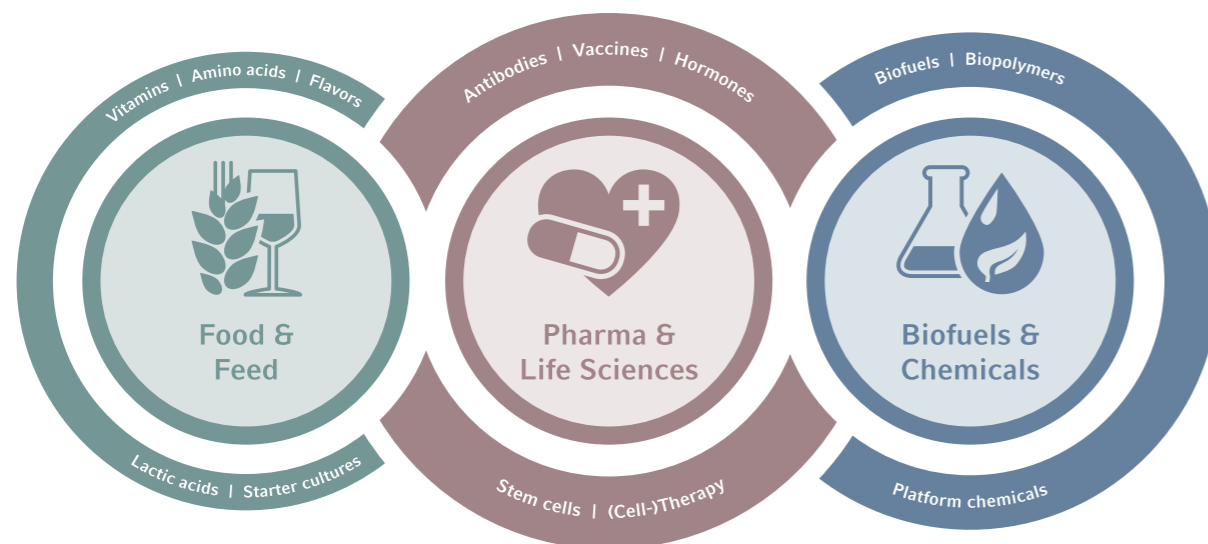 Vitamins | Amino acids | Flavors
Food &
Feed
Lactic acids | Starter cultures
Antibodies | Vaccines | Hormones
Pharma &
Life Sciences
Stem cells | (Cell-)Therapy
Biofuels | Biopolymers
Biofuels &
Chemicals
Platform chemicals